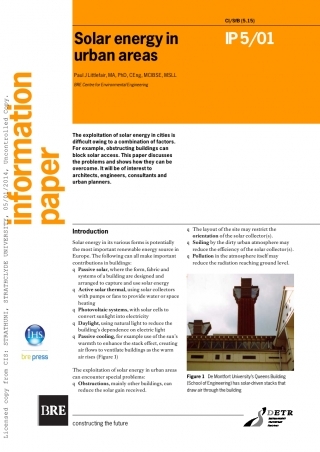 CI/SfB (S.15)
Solar energy in
urban areas
IP 5/01
Paul J Littlefair, MA, PhD, CEng, MCIBSE, MSLL
BRE Centre for Environmental Engineering
information
paper
The exploitation of solar energy in cities is
difficult owing to a combination of factors.
For example, obstructing buildings can
block solar access. This paper discusses
the problems and shows how they can be
overcome. It will be of interest to
architects, engineers, consultants and
urban planners.
Introduction
Solar energy in its various forms is potentially
the most important renewable energy source in
Europe. The following can all make important
contributions in buildings:
q Passive solar, where the form, fabric and
systems of a building are designed and
arranged to capture and use solar energy
q Active solar thermal, using solar collectors
with pumps or fans to provide water or space
heating
q Photovoltaic systems, with solar cells to
convert sunlight into electricity
q Daylight, using natural light to reduce the
building's dependence on electric light
q Passive cooling, for example use of the sun's
warmth to enhance the stack effect, creating
air flows to ventilate buildings as the warm
air rises (Figure 1)
The exploitation of solar energy in urban areas
can encounter special problems:
q Obstructions, mainly other buildings, can
reduce the solar gain received.
q The layout of the site may restrict the
orientation of the solar collector(s).
q Soiling by the dirty urban atmosphere may
reduce the efficiency of the solar collector(s).
q Pollution in the atmosphere itself may
reduce the radiation reaching ground level.
Figure 1 De Montfort University's Queens Building
(School of Engineering) has solar-driven stacks that
draw air through the building
IHS
bre press
BRE
constructing the future
DETR
Licensed copy from CIS: STRATHUNI, STRATHCLYDE UNIVERSITY, 05/01/2014, Uncontrolled Copy.